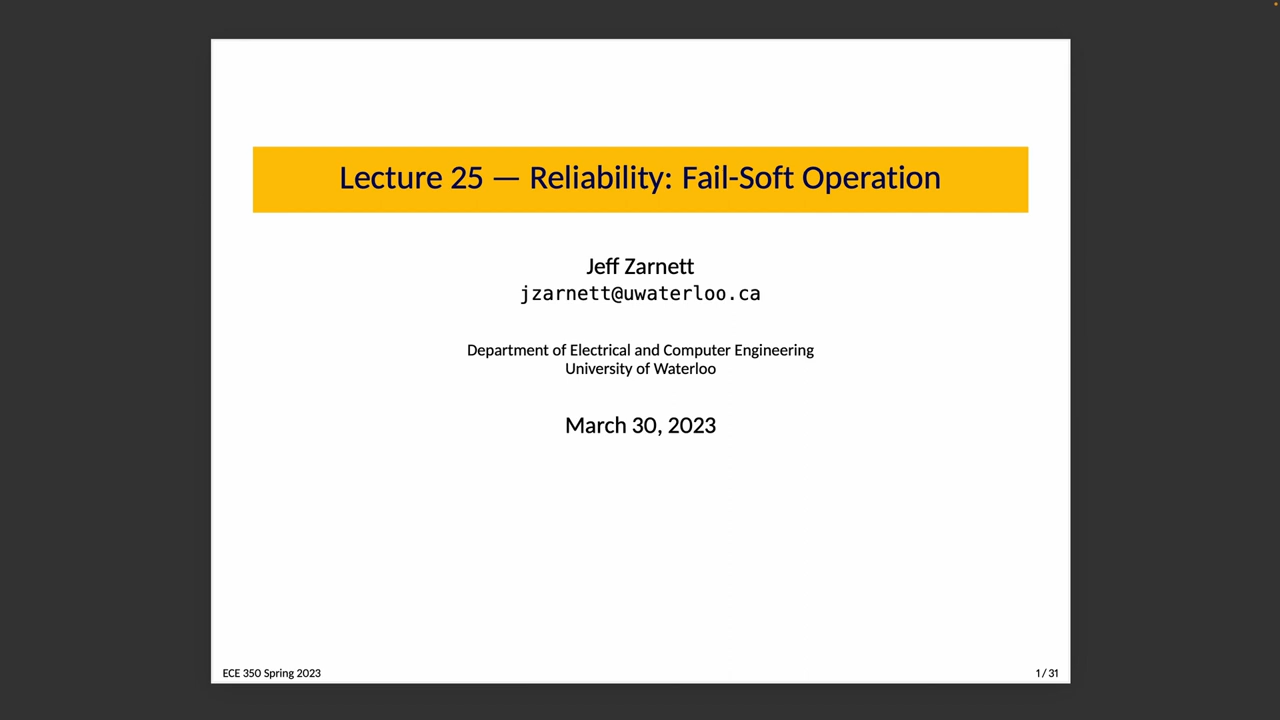 Lecture 25 — Reliability: Fail-Soft Operation
Jeff Zarnett
jzarnett@uwaterloo.ca
Department of Electrical and Computer Engineering
University of Waterloo
March 30, 2023
ECE 350 Spring 2023
1 / 31